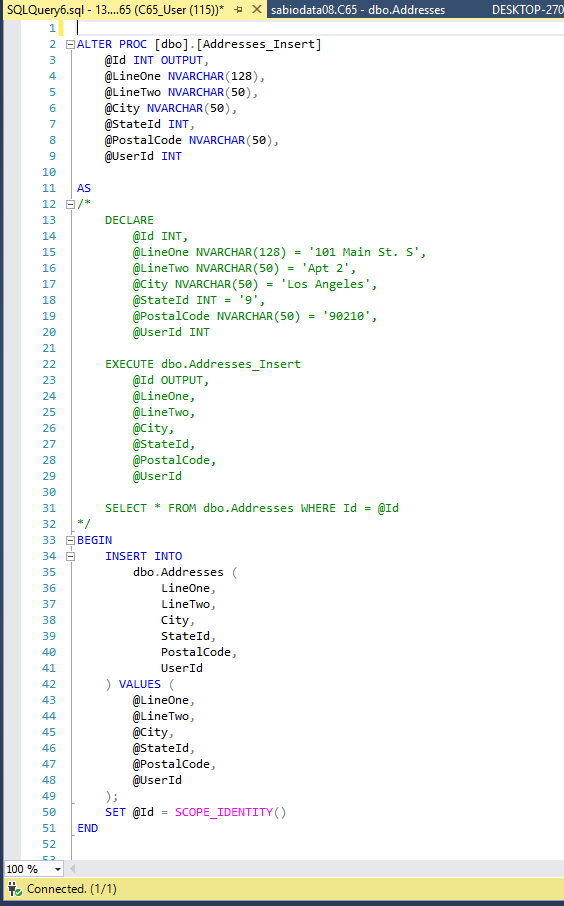 SQLQuery6.sql - 13....65 (C65_User (115))* sabiodata08.C65 - dbo.Addresses DESKTOP-270
1
2 ALTER PROC [dbo].[Addresses_Insert]
3 @Id INT OUTPUT,
4 @LineOne NVARCHAR(128),
5 @LineTwo NVARCHAR(50),
6 @City NVARCHAR(50),
7 @StateId INT,
8 @PostalCode NVARCHAR(50),
9 @UserId INT
10
11 AS
12 /*
13 DECLARE
14 @Id INT,
15 @LineOne NVARCHAR(128) = '101 Main St. S',
16 @LineTwo NVARCHAR(50) = 'Apt 2',
17 @City NVARCHAR(50) = 'Los Angeles',
18 @StateId INT = '9',
19 @PostalCode NVARCHAR(50) = '90210',
20 @UserId INT
21
22 EXECUTE dbo.Addresses_Insert
23 @Id OUTPUT,
24 @LineOne,
25 @LineTwo,
26 @City,
27 @StateId,
28 @PostalCode,
29 @UserId
30
31 SELECT * FROM dbo.Addresses WHERE Id = @Id
32 */
33 BEGIN
34 INSERT INTO
35 dbo.Addresses (
36 LineOne,
37 LineTwo,
38 City,
39 StateId,
40 PostalCode,
41 UserId
42 ) VALUES (
43 @LineOne,
44 @LineTwo,
45 @City,
46 @StateId,
47 @PostalCode,
48 @UserId
49 );
50 SET @Id = SCOPE_IDENTITY()
51 END
52
53
100 %
Connected. (1/1)